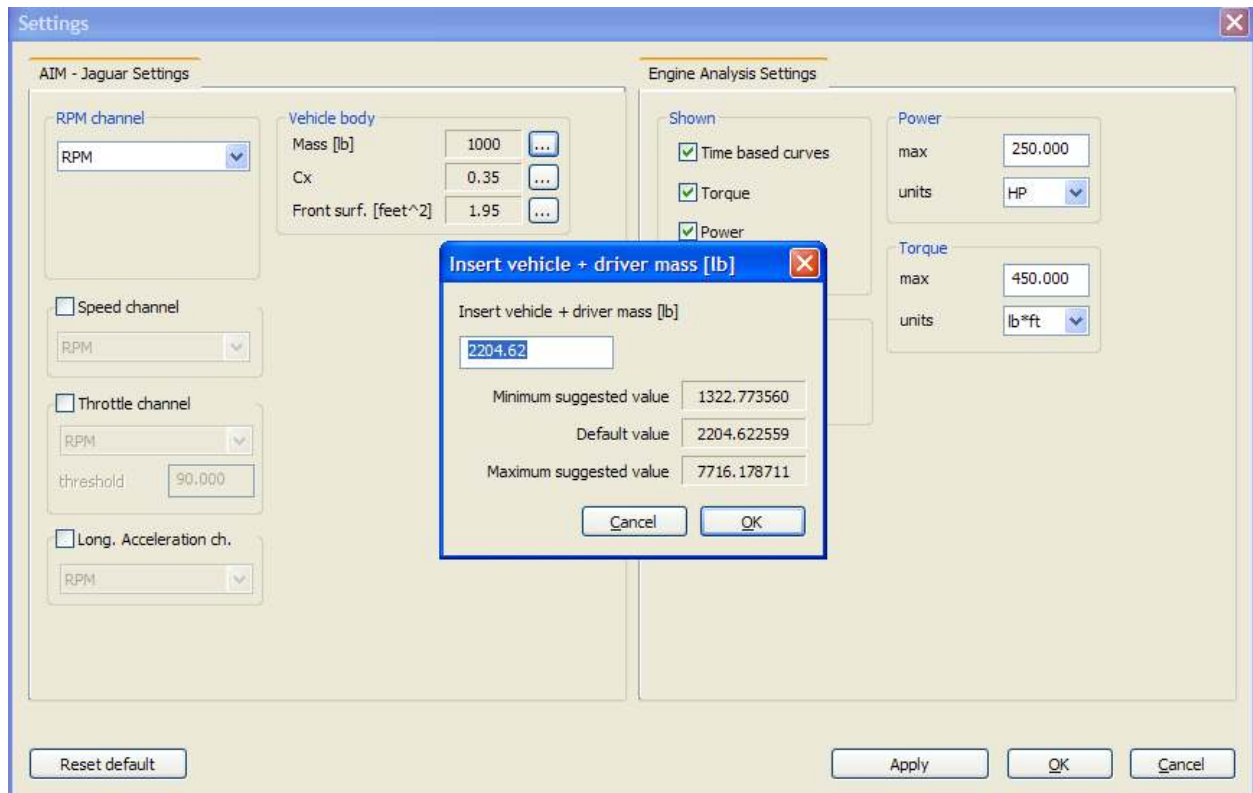 Settings
AIM - Jaguar Settings
RPM channel
RPM
Vehicle body
Mass [lb] 1000 ...
Cx 0.35 ...
Front surf. [feet^2] 1.95 ...
Speed channel
RPM
Throttle channel
RPM
threshold 90.000
Long. Acceleration ch.
RPM
Engine Analysis Settings
Shown
Time based curves
Torque
Power
Power
max 250.000
units HP
Torque
max 450.000
units lb*ft
Insert vehicle + driver mass [lb]
Insert vehicle + driver mass [lb]
2204.62
Minimum suggested value 1322.773560
Default value 2204.622559
Maximum suggested value 7716.178711
Cancel OK
Reset default Apply OK Cancel